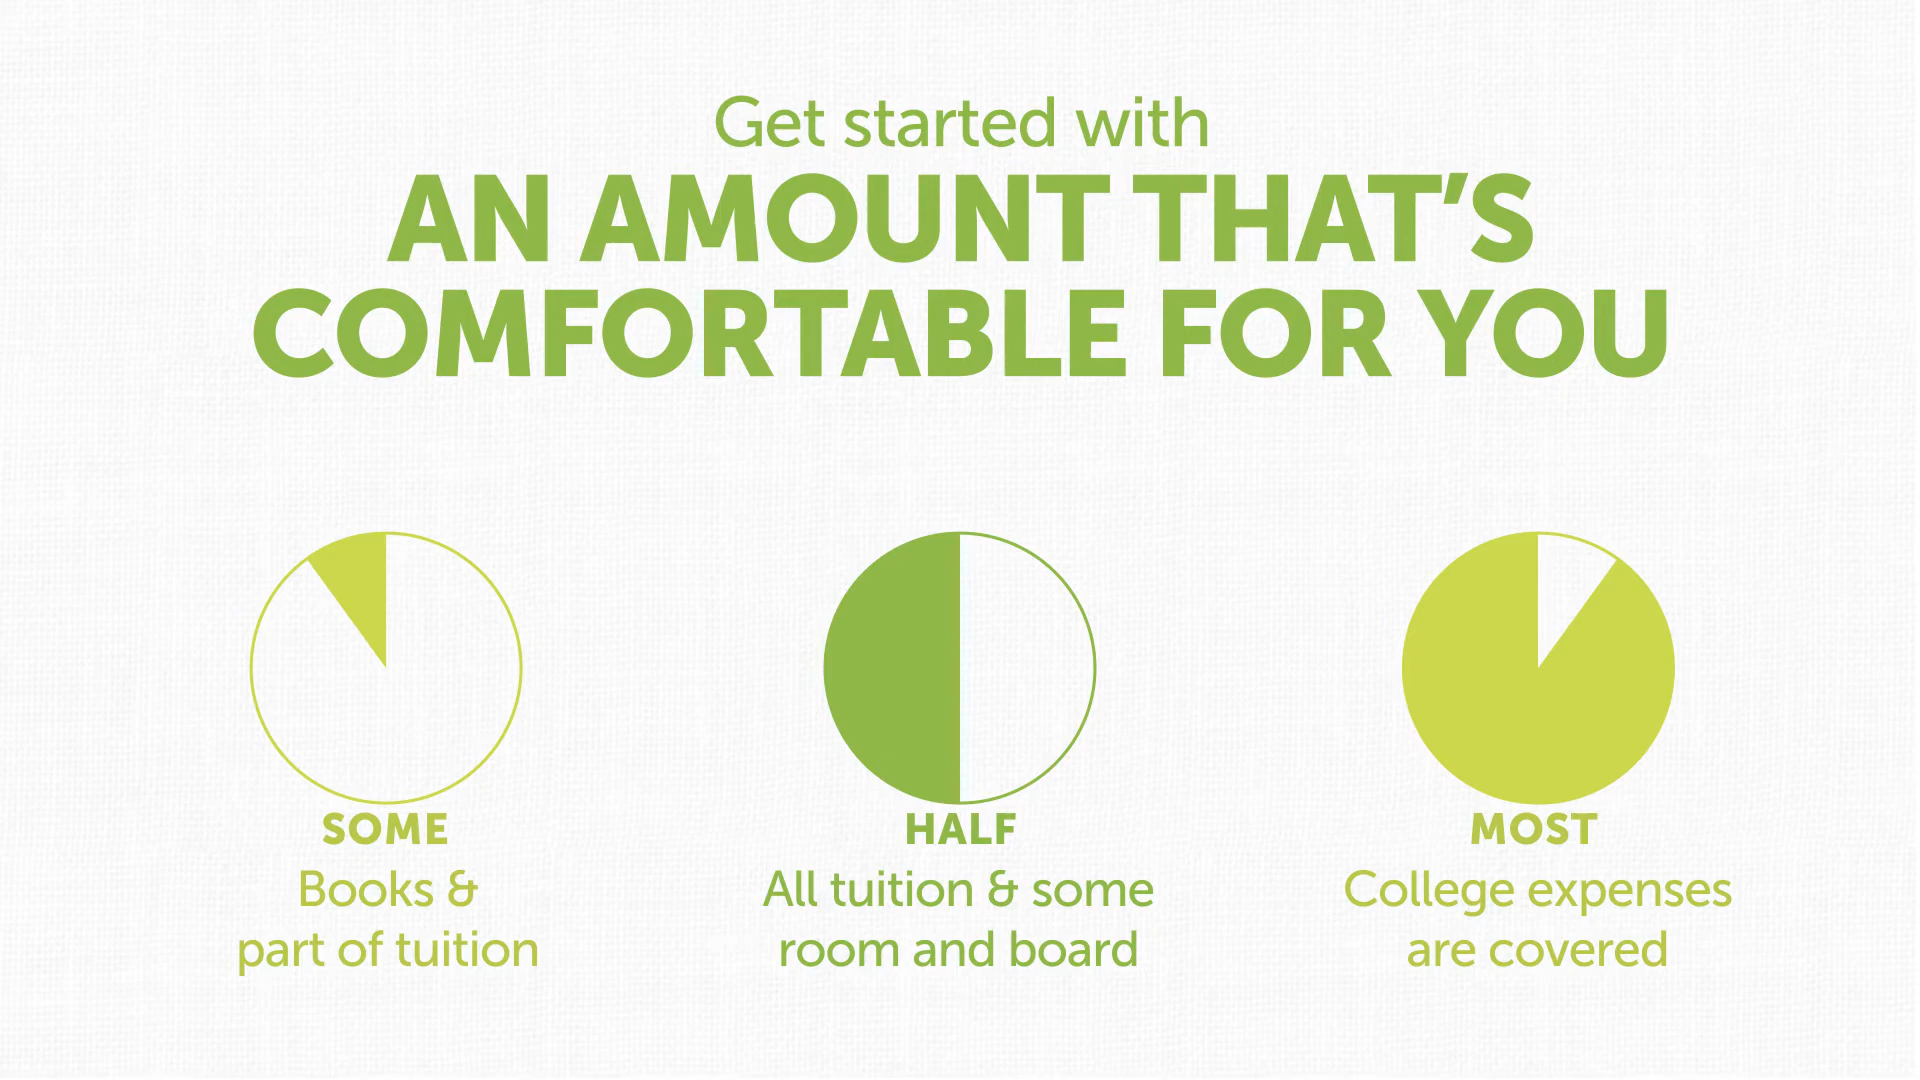 Get started with
AN AMOUNT THAT’S
COMFORTABLE FOR YOU
SOME
Books &
part of tuition
HALF
All tuition & some
room and board
MOST
College expenses
are covered